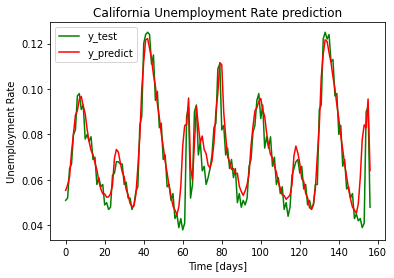 California Unemployment Rate prediction
y_test
y_predict
Unemployment Rate
0.12
0.10
0.08
0.06
0.04
0 20 40 60 80 100 120 140 160
Time [days]